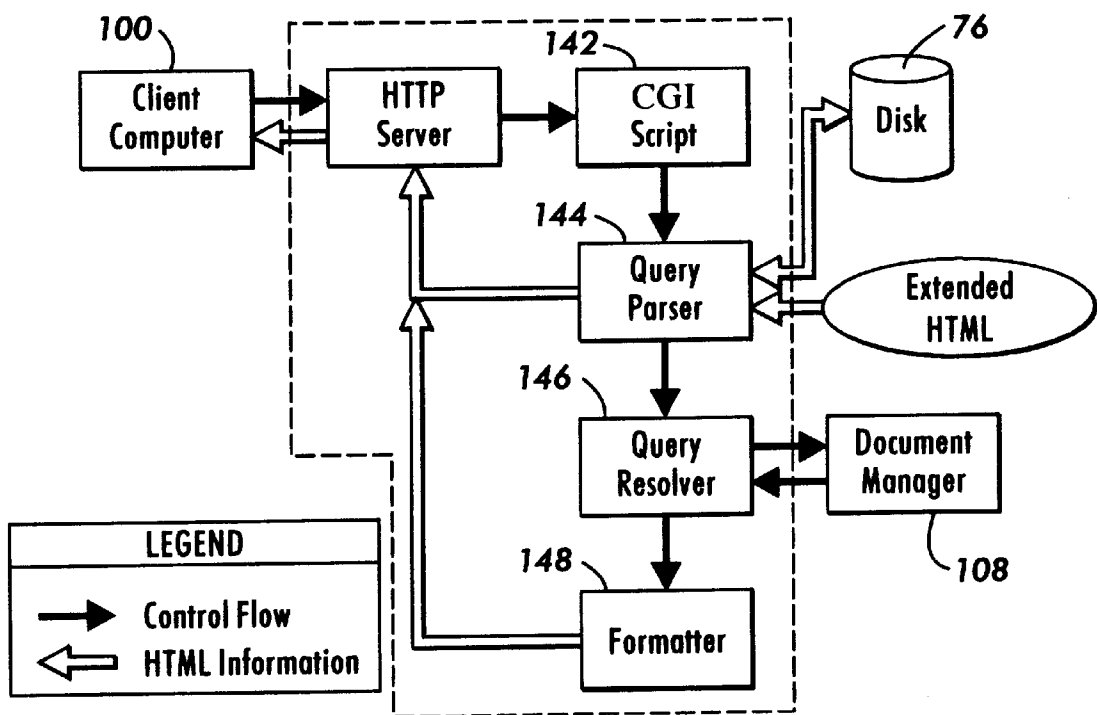 100
142
76
Client
Computer
HTTP
Server
CGI
Script
Disk
144
Query
Parser
Extended
HTML
146
Query
Resolver
Document
Manager
108
LEGEND
Control Flow
HTML Information
148
Formatter